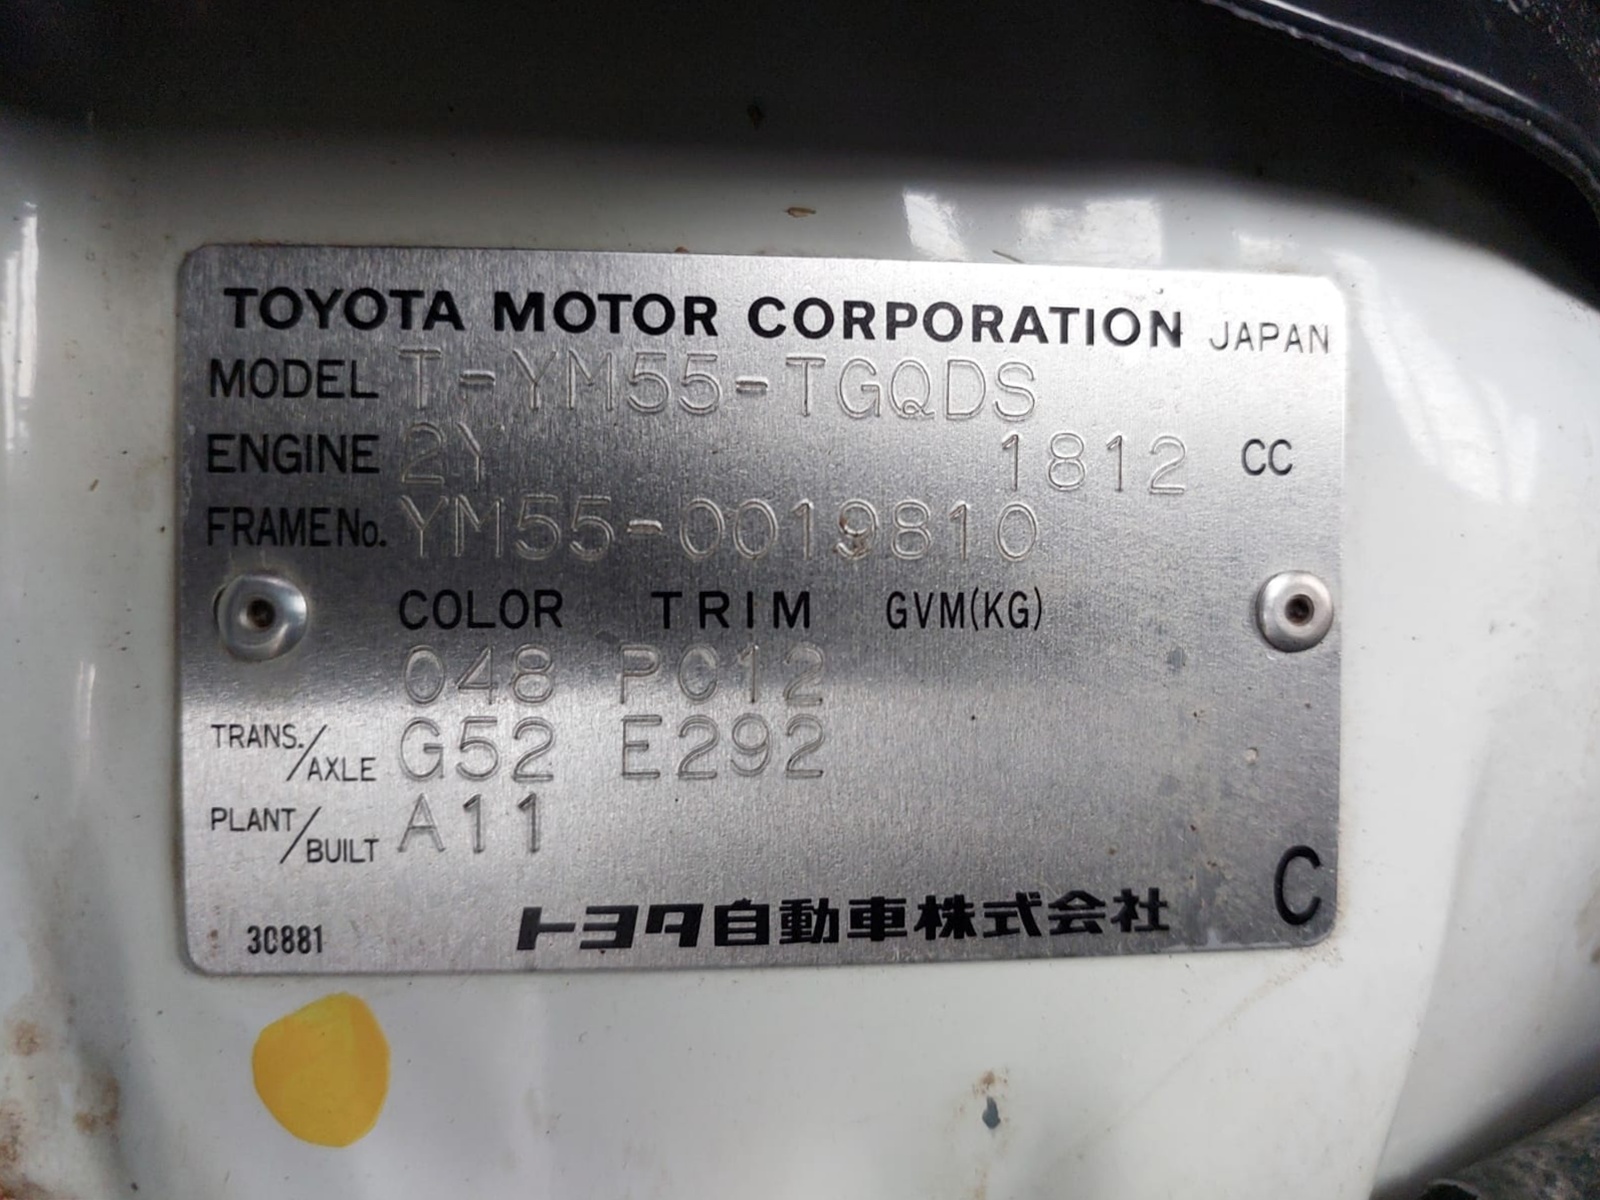 TOYOTA MOTOR CORPORATION JAPAN
MODEL T-YM55-TGQDS
ENGINE 2Y 1812 CC
FRAME No. YM55-0019810
COLOR TRIM GVM(KG)
048 PC12
TRANS./AXLE G52 E292
PLANT/BUILT A11
3C881 トヨタ自動車株式会社 C